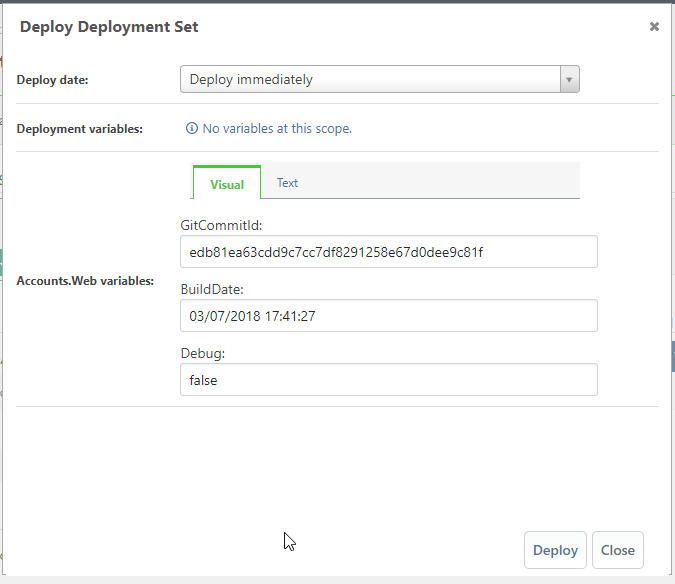 Deploy Deployment Set
Deploy date:
Deploy immediately
Deployment variables:
No variables at this scope.
Visual
Text
Accounts.Web variables:
GitCommitId:
edb81ea63cdd9c7cc7df8291258e67d0dee9c81f
BuildDate:
03/07/2018 17:41:27
Debug:
false
Deploy
Close